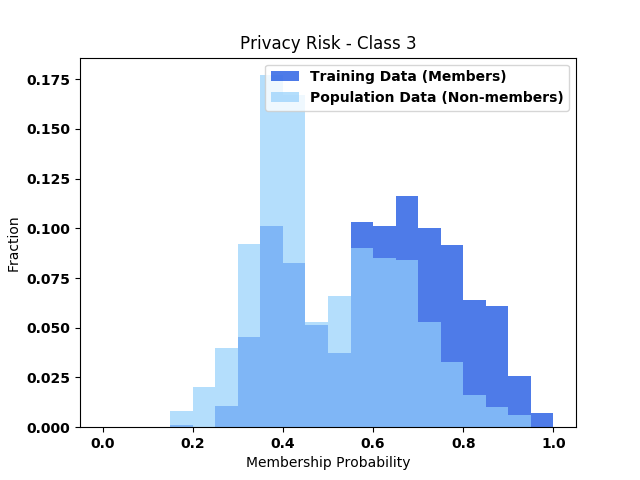 Privacy Risk - Class 3
Training Data (Members)
Population Data (Non-members)
0.175
0.150
0.125
0.100
0.075
0.050
0.025
0.000
Fraction
0.0 0.2 0.4 0.6 0.8 1.0
Membership Probability